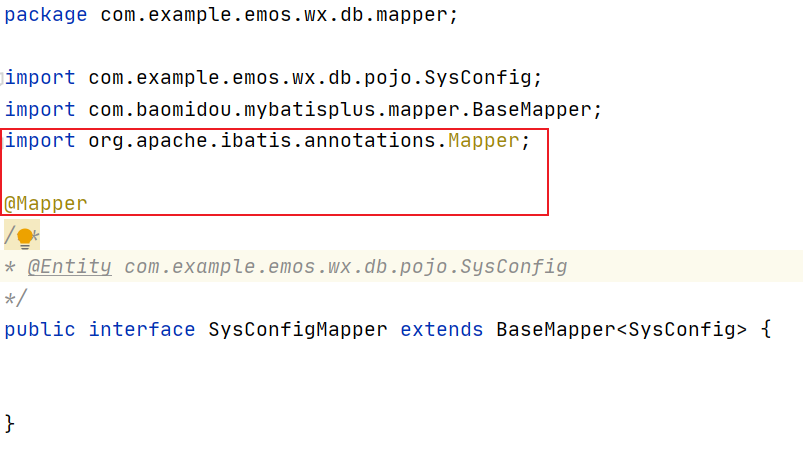 package com.example.emos.wx.db.mapper;
import com.example.emos.wx.db.pojo.SysConfig;
import com.baomidou.mybatisplus.mapper.BaseMapper;
import org.apache.ibatis.annotations.Mapper;
@Mapper
/**
* @Entity com.example.emos.wx.db.pojo.SysConfig
*/
public interface SysConfigMapper extends BaseMapper<SysConfig> {
}